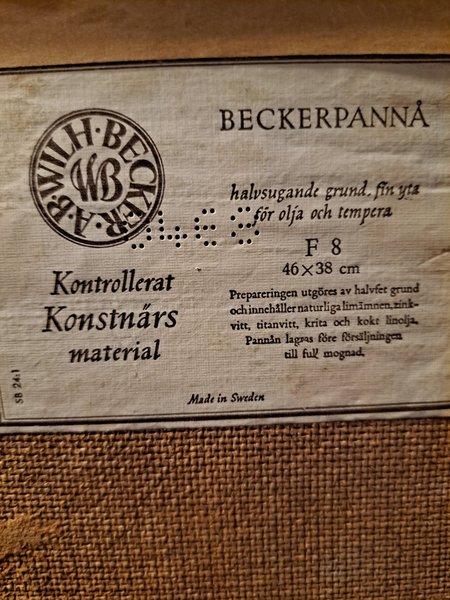 A·B·WILH·BECKER·
WB
BECKERPANNÅ
halvsugande grund. fin yta
för olja och tempera
F 8
46 × 38 cm
Prepareringen utgöres av halvfet grund
och innehåller naturliga limämnen, zink-
vitt, titanvitt, krita och kokt linolja.
Pannån lagras före försäljningen
till full mognad.
Kontrollerat
Konstnärs
material
SB 24:1
Made in Sweden